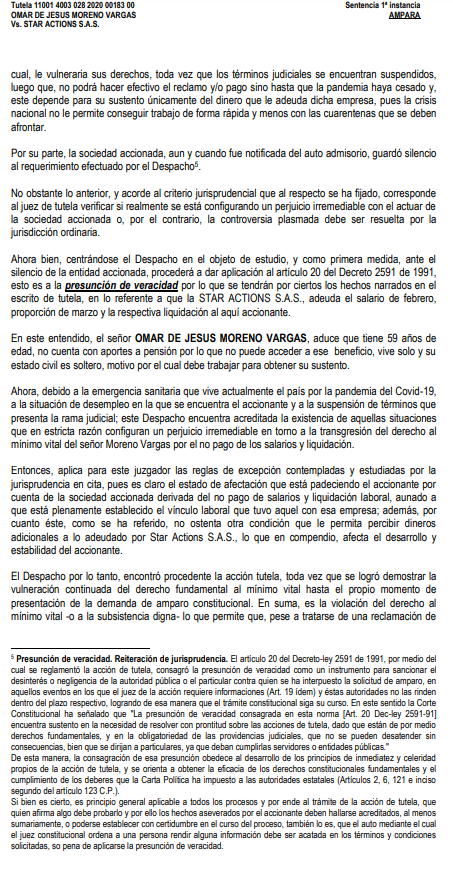 Tutela 11001 4003 028 2020 00183 00
Sentencia 1ª instancia
OMAR DE JESUS MORENO VARGAS
AMPARA
Vs. STAR ACTIONS S.A.S.
cual, le vulneraria sus derechos, toda vez que los términos judiciales se encuentran suspendidos,
luego que, no podrá hacer efectivo el reclamo y/o pago sino hasta que la pandemia haya cesado y,
este depende para su sustento únicamente del dinero que le adeuda dicha empresa, pues la crisis
nacional no le permite conseguir trabajo de forma rápida y menos con las cuarentenas que se deben
afrontar.
Por su parte, la sociedad accionada, aun y cuando fue notificada del auto admisorio, guardó silencio
al requerimiento efectuado por el Despacho⁵.
No obstante lo anterior, y acorde al criterio jurisprudencial que al respecto se ha fijado, corresponde
al juez de tutela verificar si realmente se está configurando un perjuicio irremediable con el actuar de
la sociedad accionada o, por el contrario, la controversia plasmada debe ser resuelta por la
jurisdicción ordinaria.
Ahora bien, centrándose el Despacho en el objeto de estudio, y como primera medida, ante el
silencio de la entidad accionada, procederá a dar aplicación al artículo 20 del Decreto 2591 de 1991,
esto es a la presunción de veracidad por lo que se tendrán por ciertos los hechos narrados en el
escrito de tutela, en lo referente a que la STAR ACTIONS S.A.S., adeuda el salario de febrero,
proporción de marzo y la respectiva liquidación al aquí accionante.
En este entendido, el señor OMAR DE JESUS MORENO VARGAS, aduce que tiene 59 años de
edad, no cuenta con aportes a pensión por lo que no puede acceder a ese beneficio, vive solo y su
estado civil es soltero, motivo por el cual debe trabajar para obtener su sustento.
Ahora, debido a la emergencia sanitaria que vive actualmente el país por la pandemia del Covid-19,
a la situación de desempleo en la que se encuentra el accionante y a la suspensión de términos que
presenta la rama judicial; este Despacho encuentra acreditada la existencia de aquellas situaciones
que en estricta razón configuran un perjuicio irremediable en torno a la transgresión del derecho al
mínimo vital del señor Moreno Vargas por el no pago de los salarios y liquidación.
Entonces, aplica para este juzgador las reglas de excepción contempladas y estudiadas por la
jurisprudencia en cita, pues es claro el estado de afectación que está padeciendo el accionante por
cuenta de la sociedad accionada derivada del no pago de salarios y liquidación laboral, aunado a
que está plenamente establecido el vínculo laboral que tuvo aquel con esa empresa; además, por
cuanto éste, como se ha referido, no ostenta otra condición que le permita percibir dineros
adicionales a lo adeudado por Star Actions S.A.S., lo que en compendio, afecta el desarrollo y
estabilidad del accionante.
El Despacho por lo tanto, encontró procedente la acción tutela, toda vez que se logró demostrar la
vulneración continuada del derecho fundamental al mínimo vital hasta el propio momento de
presentación de la demanda de amparo constitucional. En suma, es la violación del derecho al
mínimo vital -o a la subsistencia digna- lo que permite que, pese a tratarse de una reclamación de
⁵ Presunción de veracidad. Reiteración de jurisprudencia. El artículo 20 del Decreto-ley 2591 de 1991, por medio del
cual se reglamentó la acción de tutela, consagró la presunción de veracidad como un instrumento para sancionar el
desinterés o negligencia de la autoridad pública o el particular contra quien se ha interpuesto la solicitud de amparo, en
aquellos eventos en los que el juez de la acción requiere informaciones (Art. 19 ídem) y éstas autoridades no las rinden
dentro del plazo respectivo, logrando de esa manera que el trámite constitucional siga su curso. En este sentido la Corte
Constitucional ha señalado que "La presunción de veracidad consagrada en esta norma [Art. 20 Dec-ley 2591-91]
encuentra sustento en la necesidad de resolver con prontitud sobre las acciones de tutela, dado que están de por medio
derechos fundamentales, y en la obligatoriedad de las providencias judiciales, que no se pueden desatender sin
consecuencias, bien que se dirijan a particulares, ya que deban cumplirlas servidores o entidades públicas."
De esta manera, la consagración de esa presunción obedece al desarrollo de los principios de inmediatez y celeridad
propios de la acción de tutela, y se orienta a obtener la eficacia de los derechos constitucionales fundamentales y el
cumplimiento de los deberes que la Carta Política ha impuesto a las autoridades estatales (Artículos 2, 6, 121 e inciso
segundo del artículo 123 C.P.).
Si bien es cierto, es principio general aplicable a todos los procesos y por ende al trámite de la acción de tutela, que
quien afirma algo debe probarlo y por ello los hechos aseverados por el accionante deben hallarse acreditados, al menos
sumariamente, o poderse establecer con certidumbre en el curso del proceso, también lo es, que el auto mediante el cual
el juez constitucional ordena a una persona rendir alguna información debe ser acatada en los términos y condiciones
solicitadas, so pena de aplicarse la presunción de veracidad.